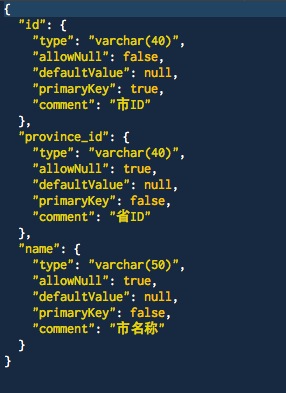 {
  "id": {
    "type": "varchar(40)",
    "allowNull": false,
    "defaultValue": null,
    "primaryKey": true,
    "comment": "市ID"
  },
  "province_id": {
    "type": "varchar(40)",
    "allowNull": true,
    "defaultValue": null,
    "primaryKey": false,
    "comment": "省ID"
  },
  "name": {
    "type": "varchar(50)",
    "allowNull": true,
    "defaultValue": null,
    "primaryKey": false,
    "comment": "市名称"
  }
}